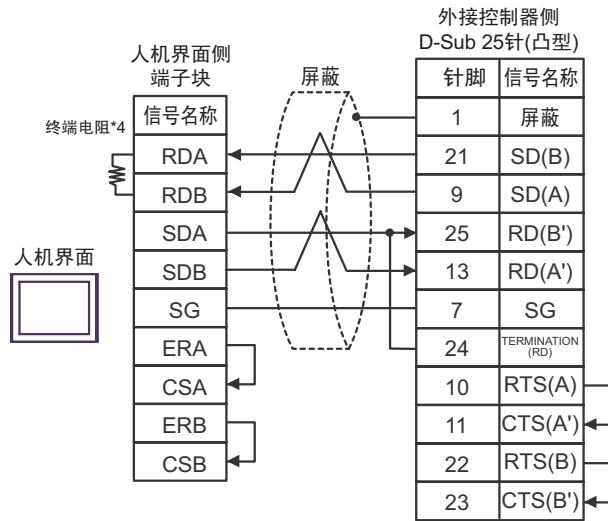 外接控制器侧
D-Sub 25针(凸型)
人机界面侧
端子块
屏蔽
针脚 信号名称
信号名称
1 屏蔽
终端电阻*4
RDA
21 SD(B)
RDB
9 SD(A)
SDA
25 RD(B')
人机界面
SDB
13 RD(A')
SG
7 SG
ERA
24 TERMINATION
(RD)
CSA
10 RTS(A)
ERB
11 CTS(A')
CSB
22 RTS(B)
23 CTS(B')